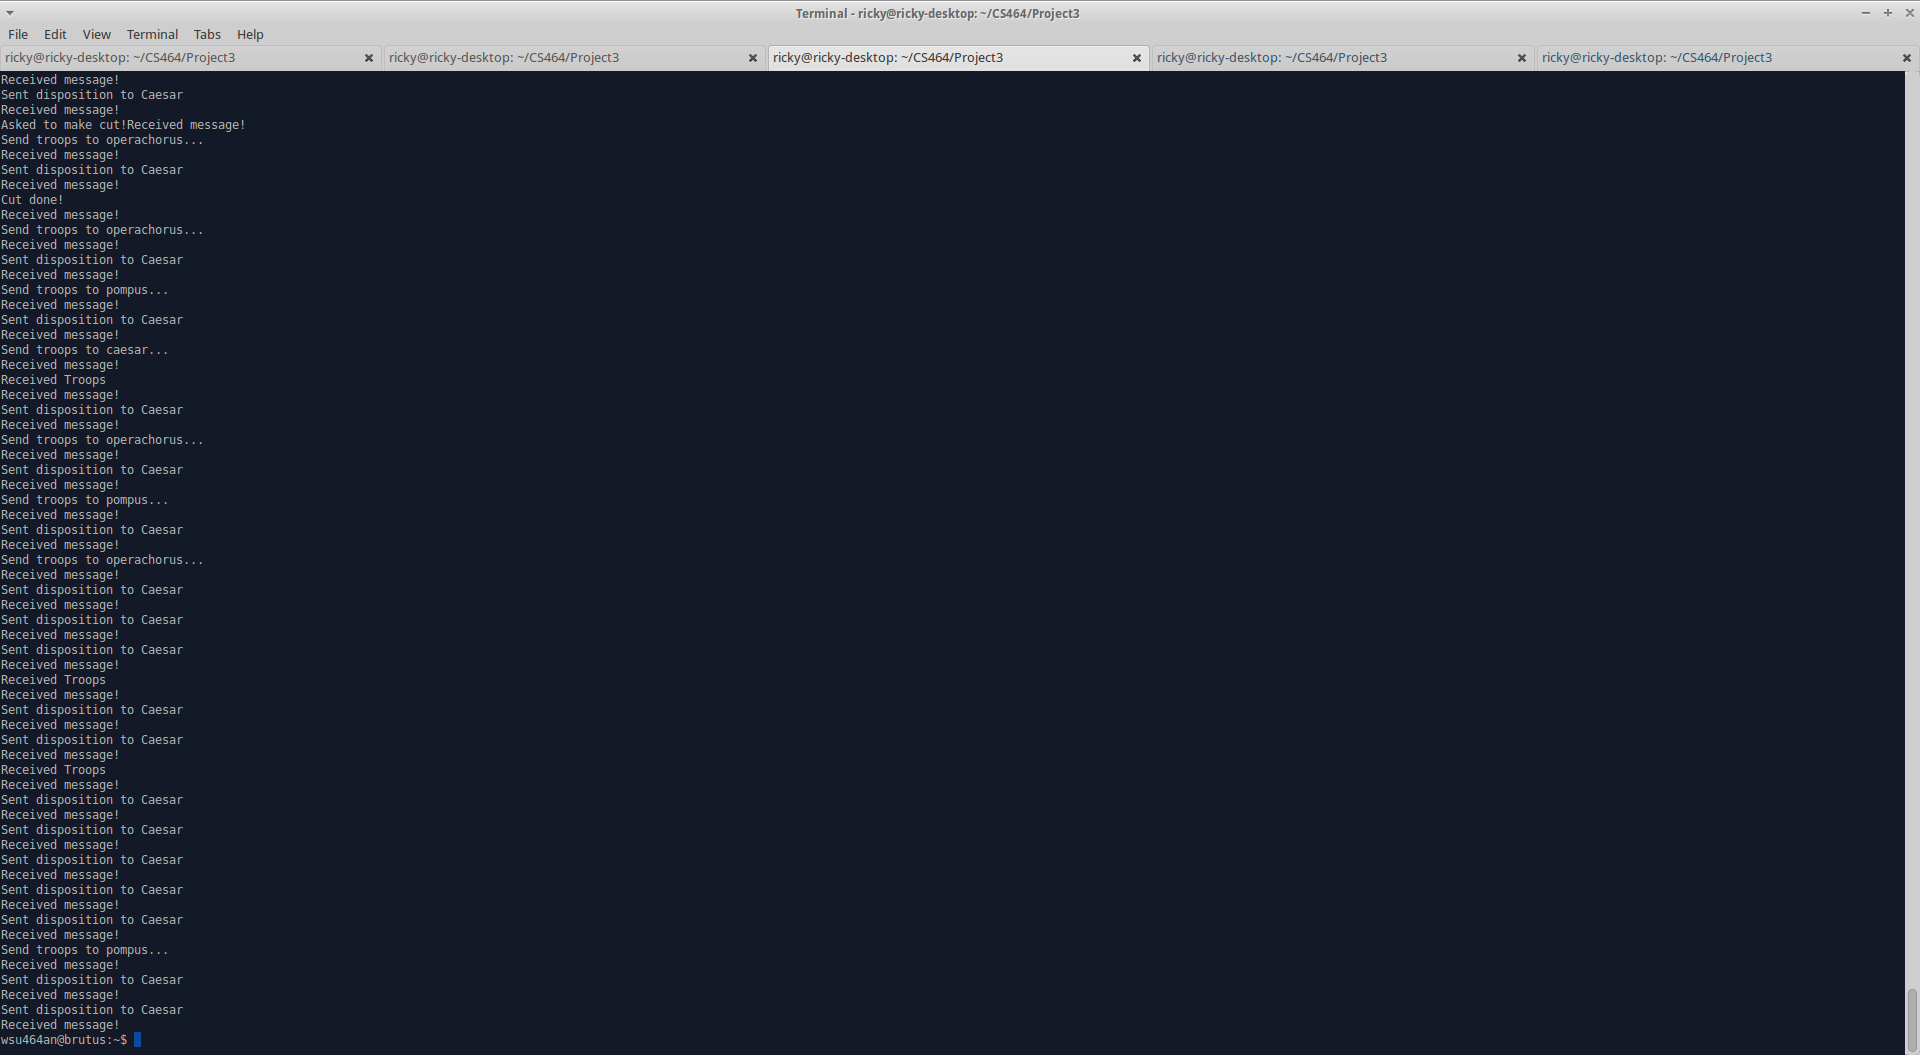 Terminal - ricky@ricky-desktop: ~/CS464/Project3
File Edit View Terminal Tabs Help
ricky@ricky-desktop: ~/CS464/Project3 ricky@ricky-desktop: ~/CS464/Project3 ricky@ricky-desktop: ~/CS464/Project3 ricky@ricky-desktop: ~/CS464/Project3 ricky@ricky-desktop: ~/CS464/Project3
Received message!
Sent disposition to Caesar
Received message!
Asked to make cut!Received message!
Send troops to operachorus...
Received message!
Sent disposition to Caesar
Received message!
Cut done!
Received message!
Send troops to operachorus...
Received message!
Sent disposition to Caesar
Received message!
Send troops to pompus...
Received message!
Sent disposition to Caesar
Received message!
Send troops to caesar...
Received message!
Received Troops
Received message!
Sent disposition to Caesar
Received message!
Send troops to operachorus...
Received message!
Sent disposition to Caesar
Received message!
Send troops to pompus...
Received message!
Sent disposition to Caesar
Received message!
Send troops to operachorus...
Received message!
Sent disposition to Caesar
Received message!
Sent disposition to Caesar
Received message!
Sent disposition to Caesar
Received message!
Received Troops
Received message!
Sent disposition to Caesar
Received message!
Sent disposition to Caesar
Received message!
Received Troops
Received message!
Sent disposition to Caesar
Received message!
Sent disposition to Caesar
Received message!
Sent disposition to Caesar
Received message!
Sent disposition to Caesar
Received message!
Sent disposition to Caesar
Received message!
Send troops to pompus...
Received message!
Sent disposition to Caesar
Received message!
Sent disposition to Caesar
Received message!
wsu464an@brutus:~$